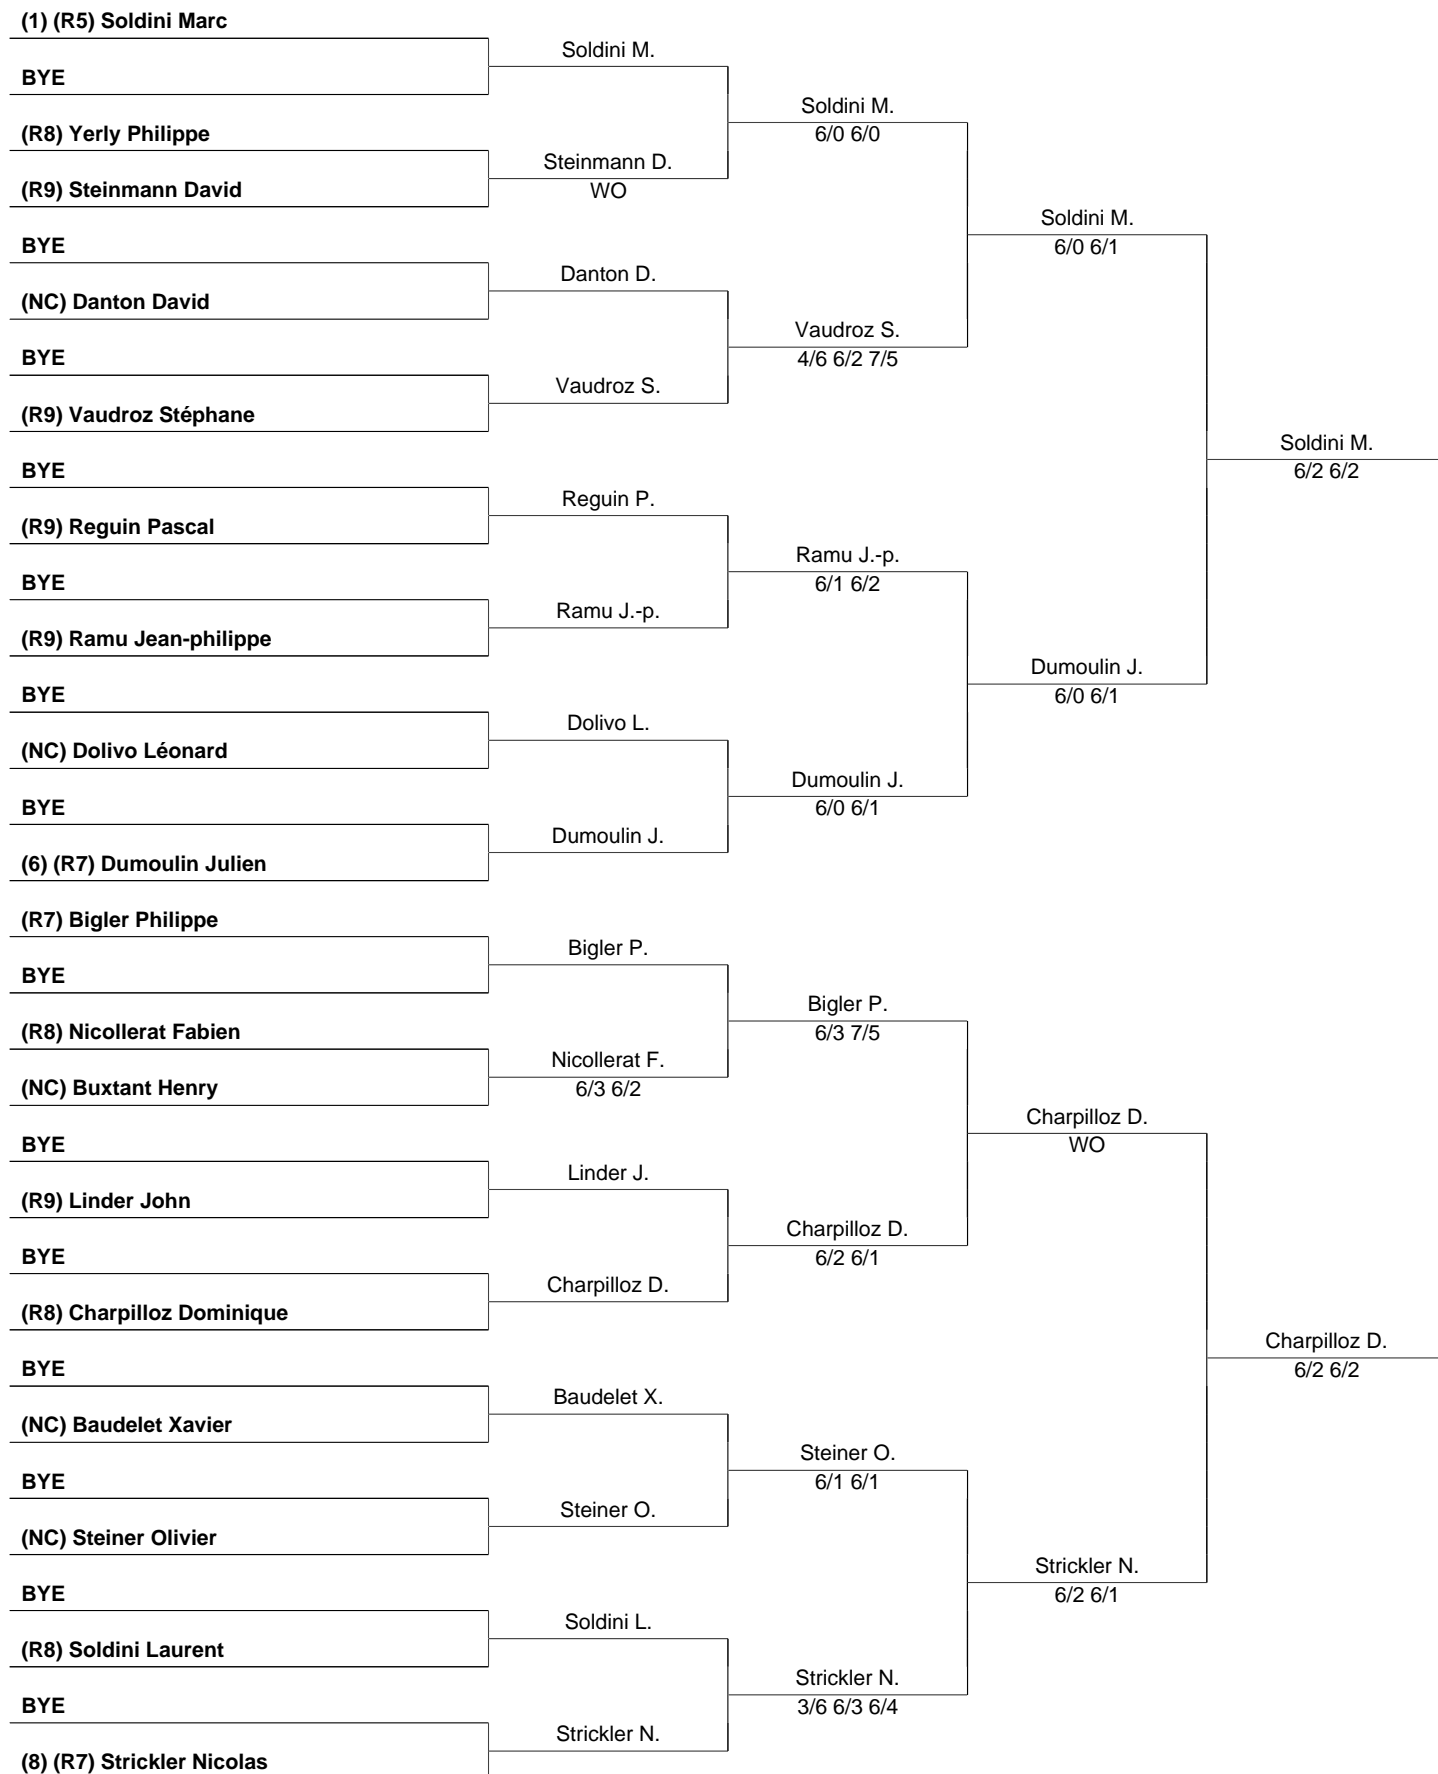 (1) (R5) Soldini Marc
BYE
(R8) Yerly Philippe
(R9) Steinmann David
BYE
(NC) Danton David
BYE
(R9) Vaudroz Stéphane
BYE
(R9) Reguin Pascal
BYE
(R9) Ramu Jean-philippe
BYE
(NC) Dolivo Léonard
BYE
(6) (R7) Dumoulin Julien
(R7) Bigler Philippe
BYE
(R8) Nicollerat Fabien
(NC) Buxtant Henry
BYE
(R9) Linder John
BYE
(R8) Charpilloz Dominique
BYE
(NC) Baudelet Xavier
BYE
(NC) Steiner Olivier
BYE
(R8) Soldini Laurent
BYE
(8) (R7) Strickler Nicolas
Soldini M.
Steinmann D.
WO
Danton D.
Vaudroz S.
Reguin P.
Ramu J.-p.
Dolivo L.
Dumoulin J.
Bigler P.
Nicollerat F.
6/3 6/2
Linder J.
Charpilloz D.
Baudelet X.
Steiner O.
Soldini L.
Strickler N.
Soldini M.
6/0 6/0
Vaudroz S.
4/6 6/2 7/5
Ramu J.-p.
6/1 6/2
Dumoulin J.
6/0 6/1
Bigler P.
6/3 7/5
Charpilloz D.
6/2 6/1
Steiner O.
6/1 6/1
Strickler N.
3/6 6/3 6/4
Soldini M.
6/0 6/1
Dumoulin J.
6/0 6/1
Charpilloz D.
WO
Strickler N.
6/2 6/1
Soldini M.
6/2 6/2
Charpilloz D.
6/2 6/2